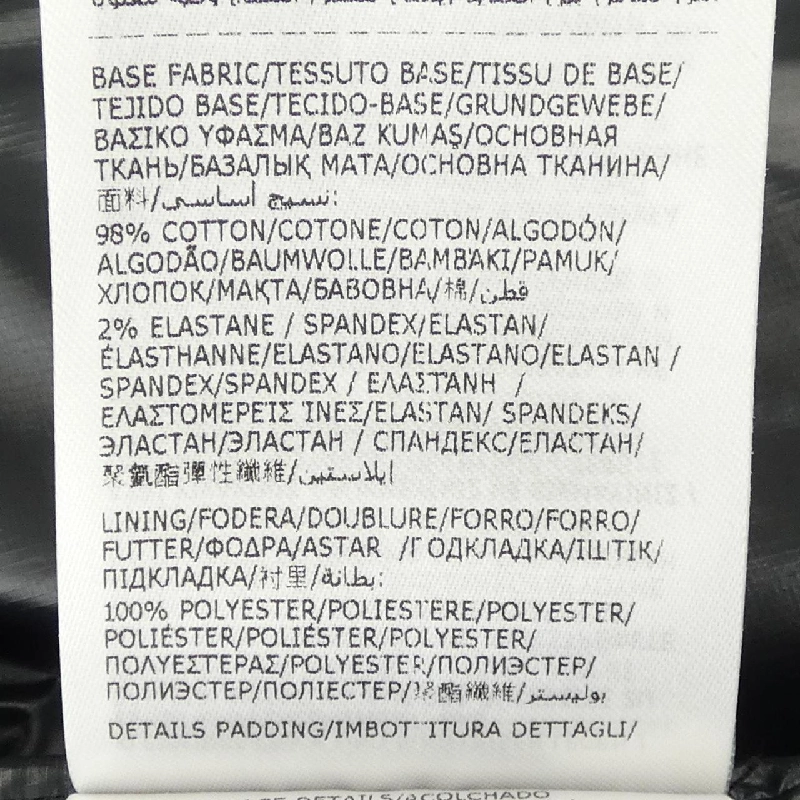 BASE FABRIC/TESSUTO BASE/TISSU DE BASE/
TEJIDO BASE/TECIDO-BASE/GRUNDGEWEBE/
ΒΑΣΙΚΟ ΥΦΑΣΜΑ/BAZ KUMAŞ/ОСНОВНАЯ
ТКАНЬ/БАЗАЛЫҚ МАТА/ОСНОВНА ТКАНИНА/
面料/نسيج أساسي:
98% COTTON/COTONE/COTON/ALGODÓN/
ALGODÃO/BAUMWOLLE/ΒΑΜΒΑΚΙ/PAMUK/
ХЛОПОК/МАҚТА/БАВОВНА/棉/قطن
2% ELASTANE / SPANDEX/ELASTAN/
ÉLASTHANNE/ELASTANO/ELASTANO/ELASTAN /
SPANDEX/SPANDEX / ΕΛΑΣΤΑΝΗ /
ΕΛΑΣΤΟΜΕΡΕΙΣ ΊΝΕΣ/ELASTAN/ SPANDEKS/
ЭЛАСТАН/ЭЛАСТАН / СПАНДЕКС/ЕЛАСТАН/
聚氨酯彈性纖維/إيلاستين
LINING/FODERA/DOUBLURE/FORRO/FORRO/
FUTTER/ΦΟΔΡΑ/ASTAR /ПОДКЛАДКА/ІШТІК/
ПІДКЛАДКА/衬里/بطانة:
100% POLYESTER/POLIESTERE/POLYESTER/
POLIÉSTER/POLIÉSTER/POLYESTER/
ΠΟΛΥΕΣΤΕΡΑΣ/POLYESTER/ПОЛИЭСТЕР/
ПОЛИЭСТЕР/ПОЛІЕСТЕР/聚酯纖維/بوليستر
DETAILS PADDING/IMBOTTITURA DETTAGLI/
DETAILS/ACOLCHADO